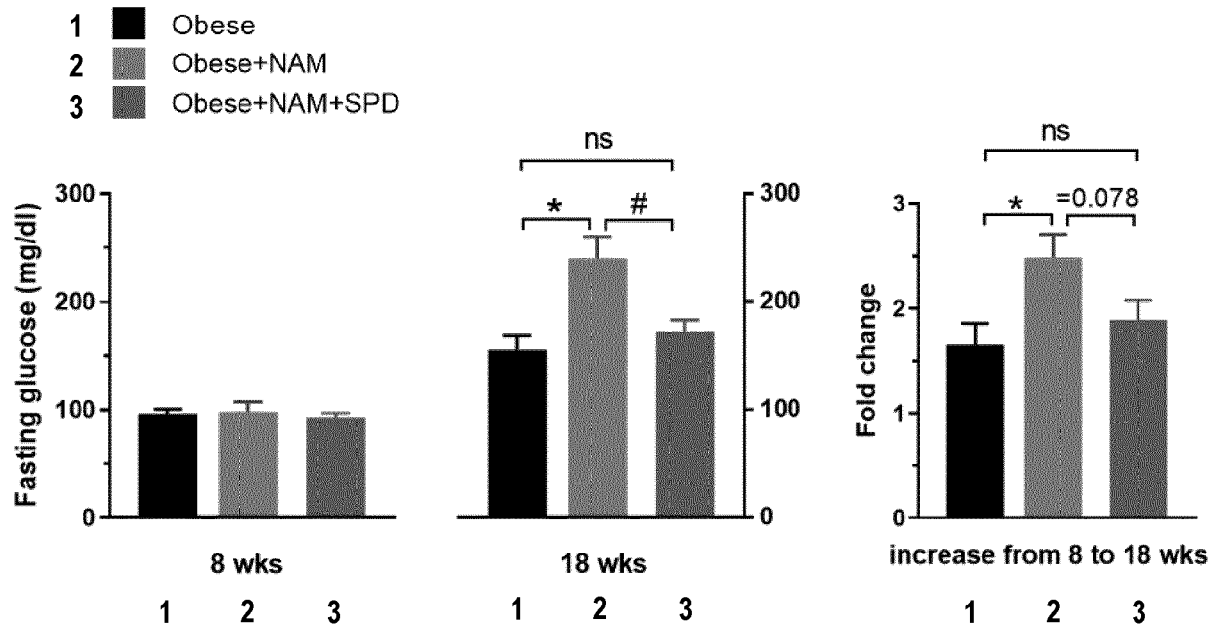 1 Obese
2 Obese+NAM
3 Obese+NAM+SPD
Fasting glucose (mg/dl)
300
200
100
0
8 wks
1 2 3
ns
* #
300
200
100
0
18 wks
1 2 3
ns
* =0.078
Fold change
3
2
1
0
increase from 8 to 18 wks
1 2 3